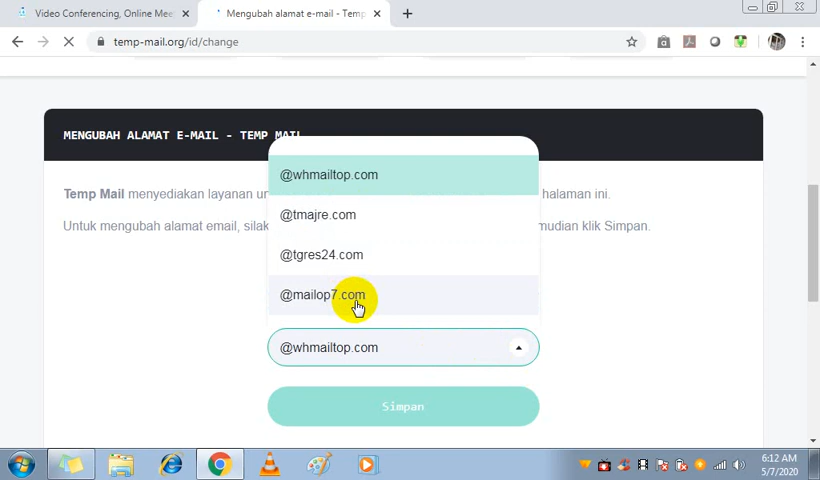 Video Conferencing, Online Mee
Mengubah alamat e-mail - Temp
temp-mail.org/id/change
MENGUBAH ALAMAT E-MAIL - TEMP MAIL
@whmailtop.com
Temp Mail menyediakan layanan un
halaman ini.
@tmajre.com
Untuk mengubah alamat email, silak
mudian klik Simpan.
@tgres24.com
@mailop7.com
@whmailtop.com
Simpan
6:12 AM
5/7/2020